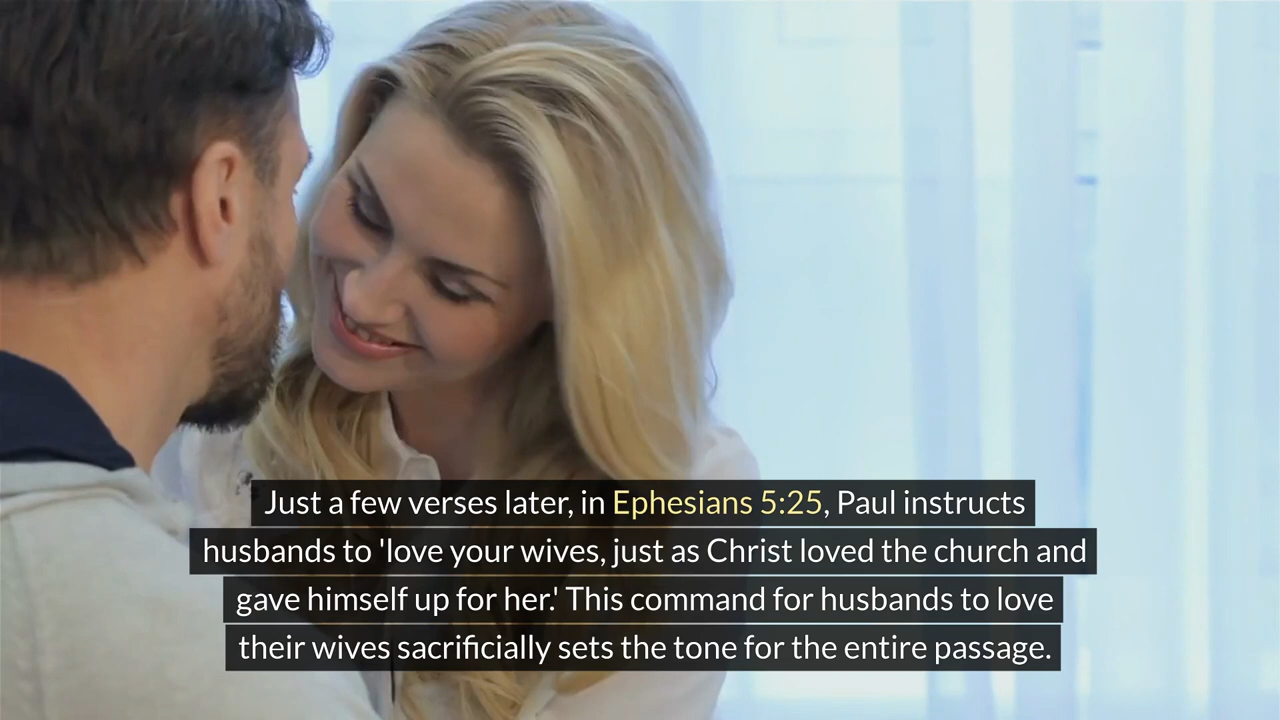 Just a few verses later, in Ephesians 5:25, Paul instructs
husbands to 'love your wives, just as Christ loved the church and
gave himself up for her.' This command for husbands to love
their wives sacrificially sets the tone for the entire passage.